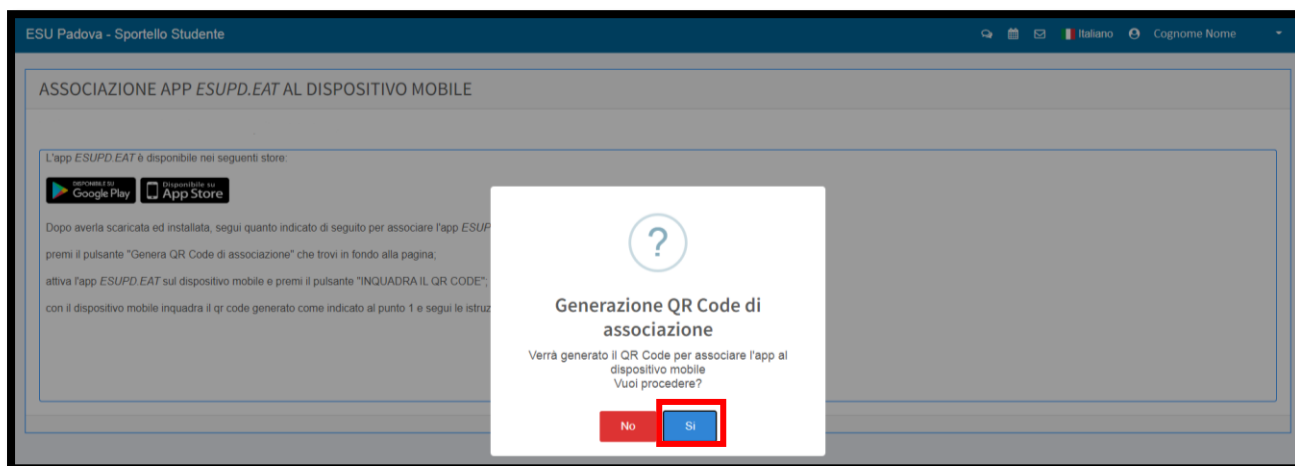 ESU Padova - Sportello Studente
Italiano
Cognome Nome
ASSOCIAZIONE APP ESUPD.EAT AL DISPOSITIVO MOBILE
L'app ESUPD.EAT è disponibile nei seguenti store:
DISPONIBILE SU
Google Play
Disponibile su
App Store
Dopo averla scaricata ed installata, segui quanto indicato di seguito per associare l'app
premi il pulsante "Genera QR Code di associazione" che trovi in fondo alla pagina;
attiva l'app ESUPD.EAT sul dispositivo mobile e premi il pulsante "INQUADRA IL QR CODE";
con il dispositivo mobile inquadra il qr code generato come indicato al punto 1 e segui le
?
Generazione QR Code di
associazione
Verrà generato il QR Code per associare l'app al
dispositivo mobile
Vuoi procedere?
No
Si